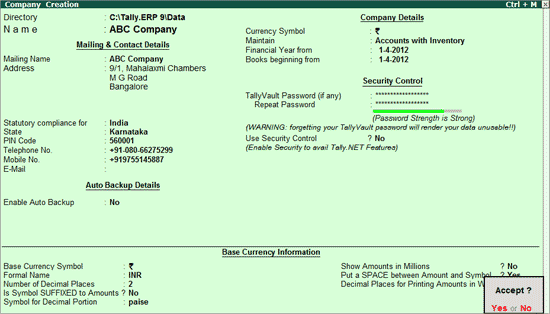 Company Creation Ctrl + M
Directory : C:\Tally.ERP 9\Data
Name : ABC Company
Mailing & Contact Details
Mailing Name : ABC Company
Address : 9/1, Mahalaxmi Chambers
M G Road
Bangalore
Statutory compliance for : India
State : Karnataka
PIN Code : 560001
Telephone No. : +91-080-66275299
Mobile No. : +919755145887
E-Mail :
Auto Backup Details
Enable Auto Backup : No
Company Details
Currency Symbol : ₹
Maintain : Accounts with Inventory
Financial Year from : 1-4-2012
Books beginning from : 1-4-2012
Security Control
TallyVault Password (if any) : ******************
Repeat Password : ******************
(Password Strength is Strong)
(WARNING: forgetting your TallyVault password will render your data unusable!!)
Use Security Control ? No
(Enable Security to avail Tally.NET Features)
Base Currency Information
Base Currency Symbol : ₹
Formal Name : INR
Number of Decimal Places : 2
Is Symbol SUFFIXED to Amounts ? No
Symbol for Decimal Portion : paise
Show Amounts in Millions ? No
Put a SPACE between Amount and Symbol ? Yes
Decimal Places for Printing Amounts in W
Accept ?
Yes or No